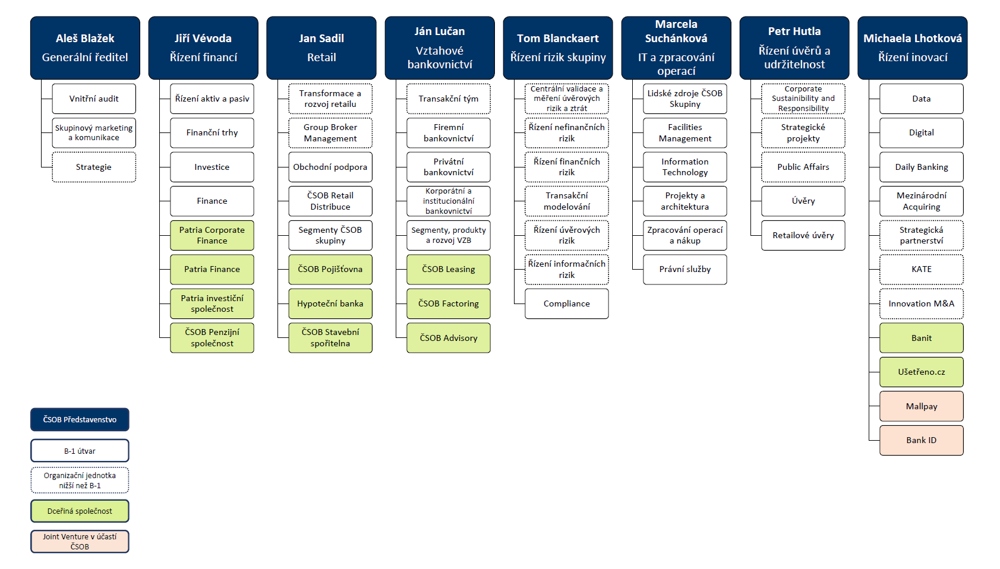 Aleš Blažek
Generální ředitel
Vnitřní audit
Skupinový marketing
a komunikace
Strategie
Jiří Vévoda
Řízení financí
Řízení aktiv a pasiv
Finanční trhy
Investice
Finance
Patria Corporate
Finance
Patria Finance
Patria investiční
společnost
ČSOB Penzijní
společnost
Jan Sadil
Retail
Transformace a
rozvoj retailu
Group Broker
Management
Obchodní podpora
ČSOB Retail
Distribuce
Segmenty ČSOB
skupiny
ČSOB Pojišťovna
Hypoteční banka
ČSOB Stavební
spořitelna
Ján Lučan
Vztahové
bankovnictví
Transakční tým
Firemní
bankovnictví
Privátní
bankovnictví
Korporátní a
institucionální
bankovnictví
Segmenty, produkty
a rozvoj VZB
ČSOB Leasing
ČSOB Factoring
ČSOB Advisory
Tom Blanckaert
Řízení rizik skupiny
Centrální validace a
měření úvěrových
rizik a ztrát
Řízení nefinančních
rizik
Řízení finančních
rizik
Transakční
modelování
Řízení úvěrových
rizik
Řízení informačních
rizik
Compliance
Marcela
Suchánková
IT a zpracování
operací
Lidské zdroje ČSOB
Skupiny
Facilities
Management
Information
Technology
Projekty a
architektura
Zpracování operací
a nákup
Právní služby
Petr Hutla
Řízení úvěrů a
udržitelnost
Corporate
Sustainibility and
Responsibility
Strategické
projekty
Public Affairs
Úvěry
Retailové úvěry
Michaela Lhotková
Řízení inovací
Data
Digital
Daily Banking
Mezinárodní
Acquiring
Strategická
partnerství
KATE
Innovation M&A
Banit
Ušetřeno.cz
Mallpay
Bank ID
ČSOB Představenstvo
B-1 útvar
Organizační jednotka
nižší než B-1
Dceřiná společnost
Joint Venture v účastí
ČSOB